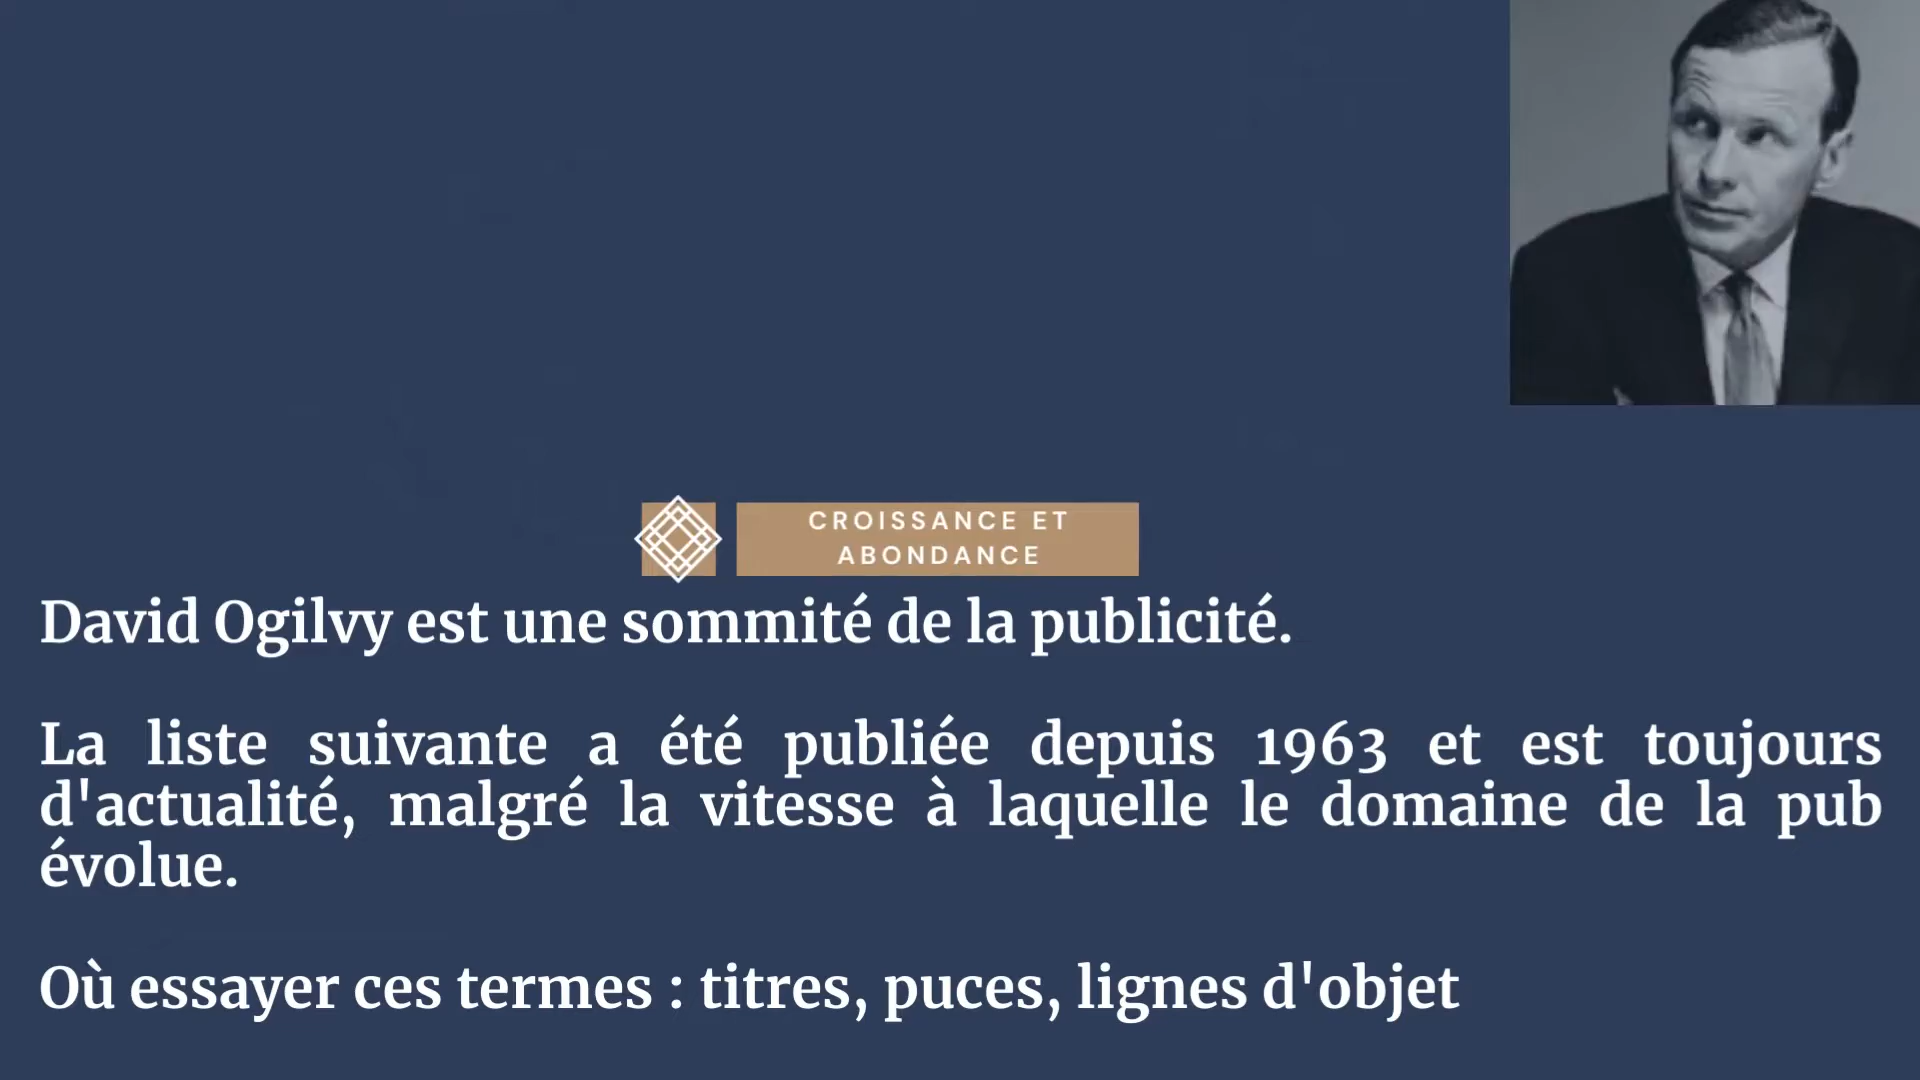 CROISSANCE ET
ABONDANCE
David Ogilvy est une sommité de la publicité.
La liste suivante a été publiée depuis 1963 et est toujours
d'actualité, malgré la vitesse à laquelle le domaine de la pub
évolue.
Où essayer ces termes : titres, puces, lignes d'objet